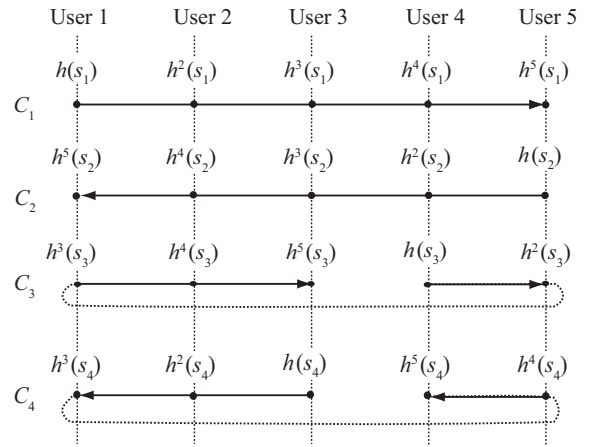 User 1 User 2 User 3 User 4 User 5
h(s₁) h²(s₁) h³(s₁) h⁴(s₁) h⁵(s₁)
C₁
h⁵(s₂) h⁴(s₂) h³(s₂) h²(s₂) h(s₂)
C₂
h³(s₃) h⁴(s₃) h⁵(s₃) h(s₃) h²(s₃)
C₃
h³(s₄) h²(s₄) h(s₄) h⁵(s₄) h⁴(s₄)
C₄